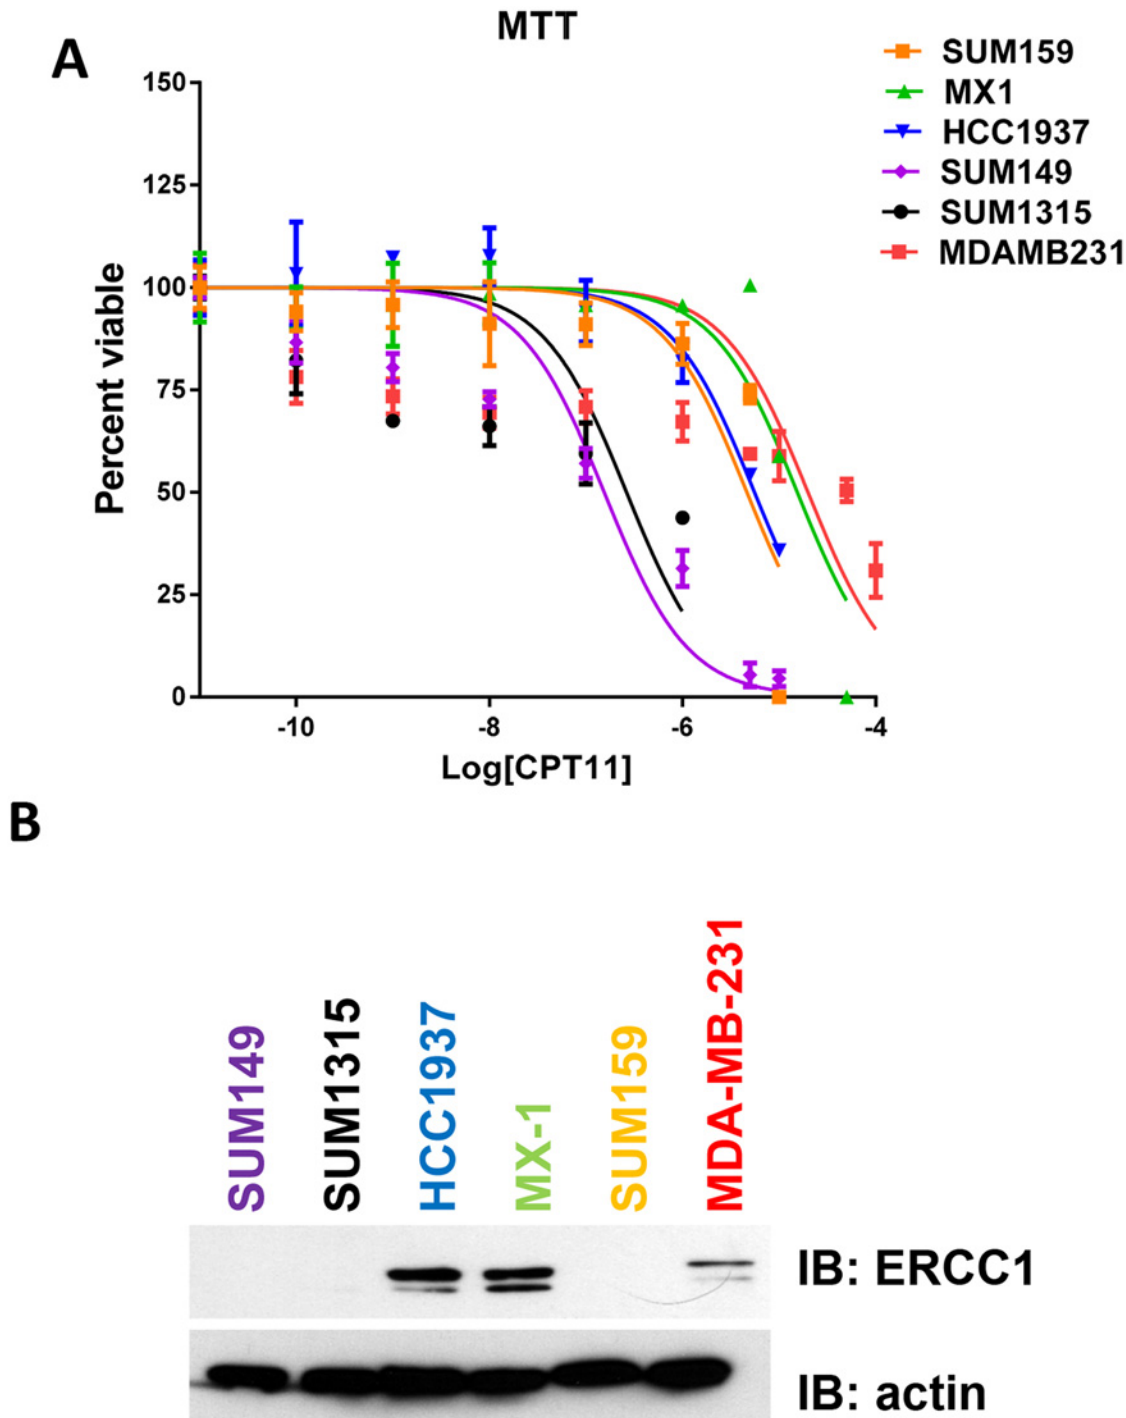 MTT
A
SUM159
MX1
HCC1937
SUM149
SUM1315
MDAMB231
150
125
100
75
50
25
0
Percent viable
-10
-8
-6
-4
Log[CPT11]
B
SUM149
SUM1315
HCC1937
MX-1
SUM159
MDA-MB-231
IB: ERCC1
IB: actin